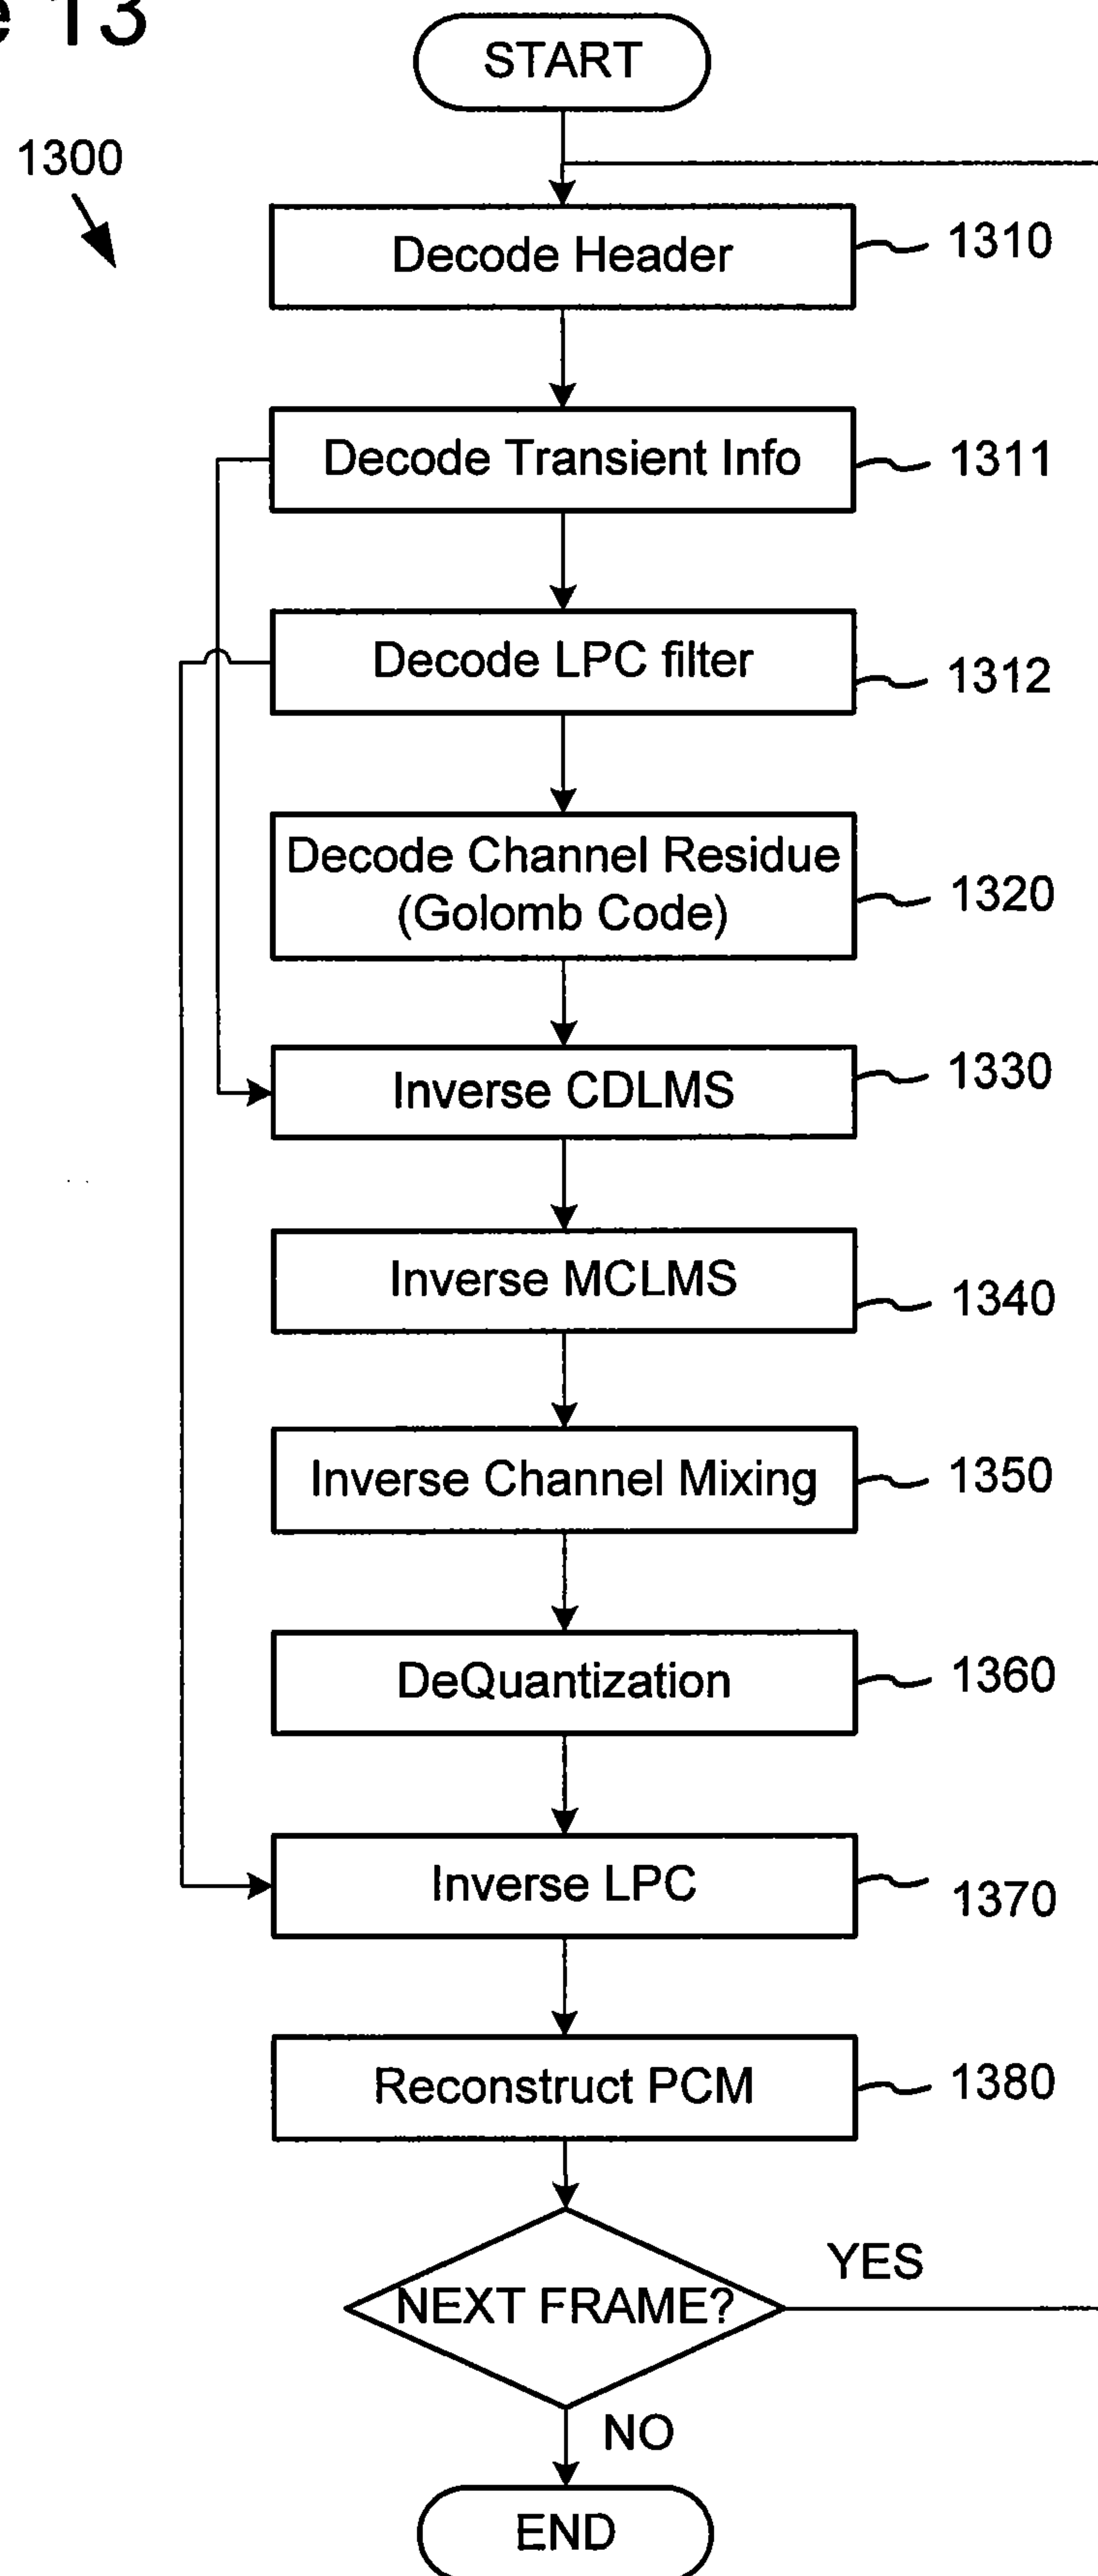 e 13
START
1300
Decode Header
1310
Decode Transient Info
1311
Decode LPC filter
1312
Decode Channel Residue
(Golomb Code)
1320
Inverse CDLMS
1330
Inverse MCLMS
1340
Inverse Channel Mixing
1350
DeQuantization
1360
Inverse LPC
1370
Reconstruct PCM
1380
NEXT FRAME?
YES
NO
END